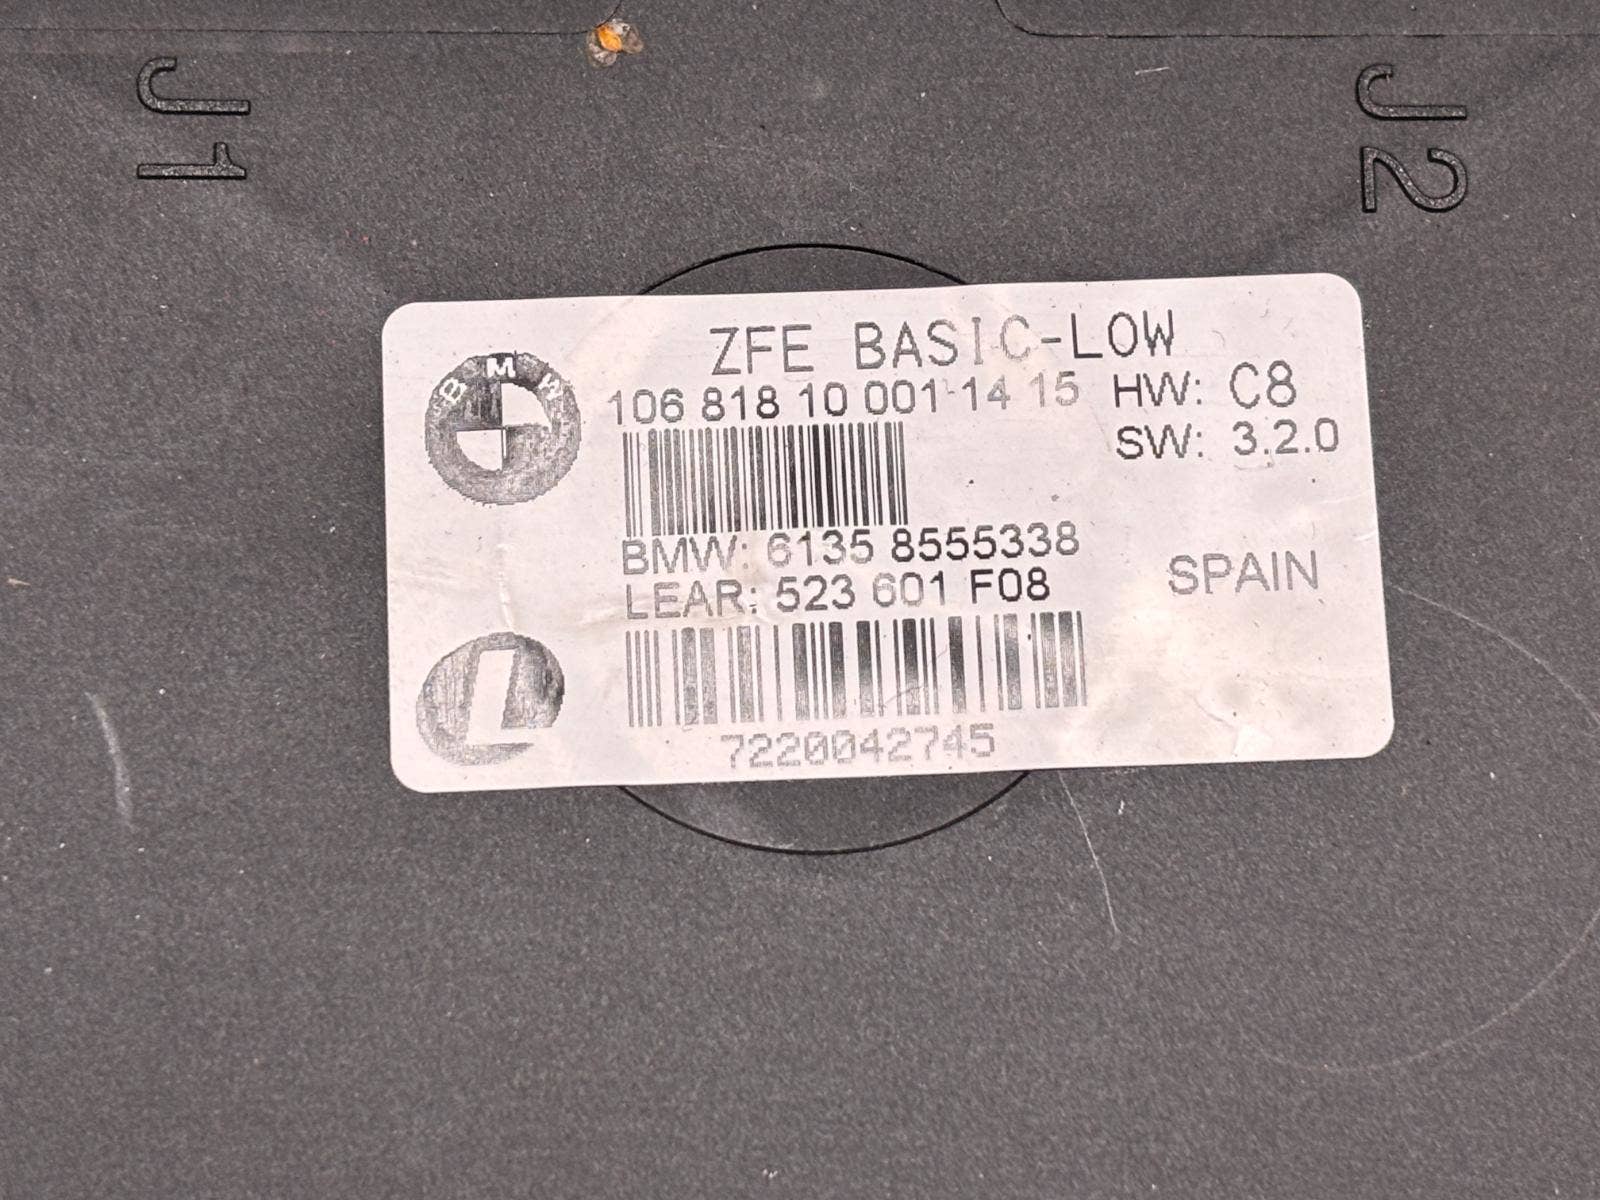 J1
J2
BMW
ZFE BASIC-LOW
106 818 10 001 14 15 HW: C8
SW: 3.2.0
BMW: 6135 8555338
LEAR: 523 601 F08
SPAIN
L
7220042745